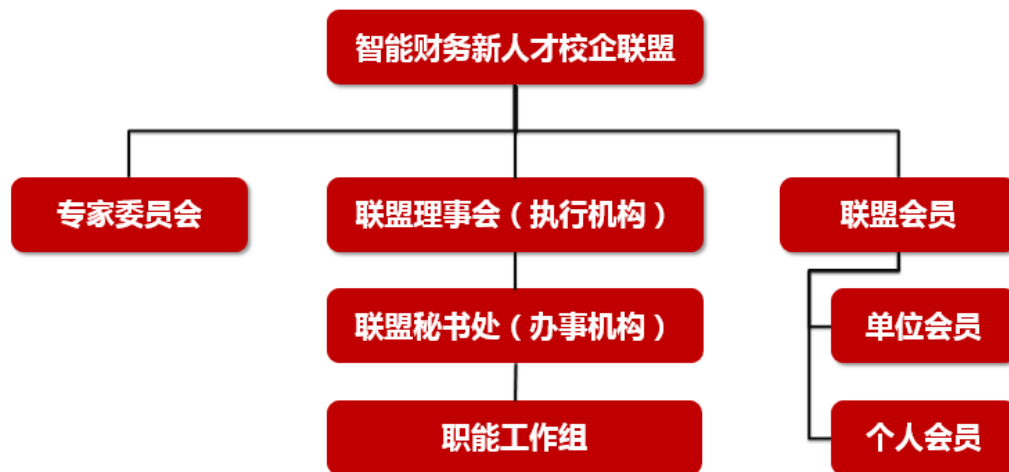 智能财务新人才校企联盟
专家委员会
联盟理事会（执行机构）
联盟会员
联盟秘书处（办事机构）
单位会员
职能工作组
个人会员